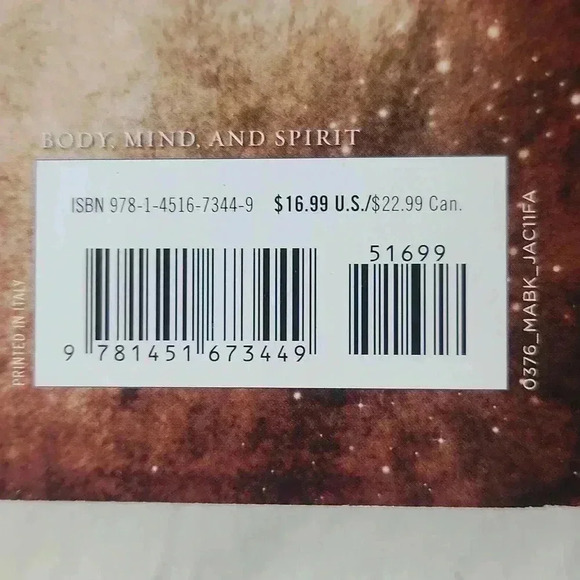 BODY, MIND, AND SPIRIT
ISBN 978-1-4516-7344-9 $16.99 U.S./$22.99 Can.
51699
9 781451 673449
PRINTED IN ITALY
0376_MABK_JAC11FA